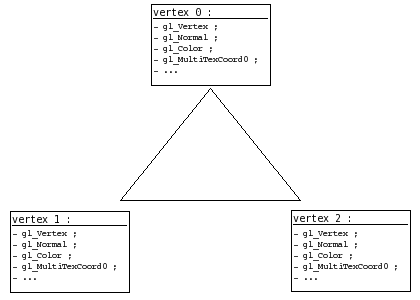 vertex 0 :
- gl_Vertex ;
- gl_Normal ;
- gl_Color ;
- gl_MultiTexCoord0 ;
- ...
vertex 1 :
- gl_Vertex ;
- gl_Normal ;
- gl_Color ;
- gl_MultiTexCoord0 ;
- ...
vertex 2 :
- gl_Vertex ;
- gl_Normal ;
- gl_Color ;
- gl_MultiTexCoord0 ;
- ...